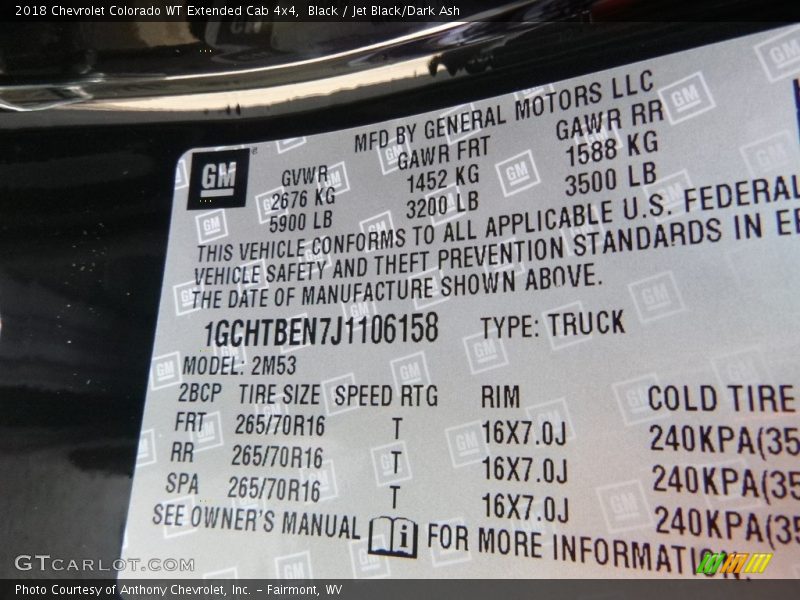 2018 Chevrolet Colorado WT Extended Cab 4x4, Black / Jet Black/Dark Ash
MFD BY GENERAL MOTORS LLC
GM
GVWR GAWR FRT GAWR RR
2676 KG 1452 KG 1588 KG
5900 LB 3200 LB 3500 LB
THIS VEHICLE CONFORMS TO ALL APPLICABLE U.S. FEDERAL
VEHICLE SAFETY AND THEFT PREVENTION STANDARDS IN EF
THE DATE OF MANUFACTURE SHOWN ABOVE.
1GCHTBEN7J1106158 TYPE: TRUCK
MODEL: 2M53
2BCP TIRE SIZE SPEED RTG RIM COLD TIRE
FRT 265/70R16 T 16X7.0J 240KPA(35
RR 265/70R16 T 16X7.0J 240KPA(35
SPA 265/70R16 T 16X7.0J 240KPA(35
SEE OWNER'S MANUAL i FOR MORE INFORMATION.
GTCARLOT.COM
Photo Courtesy of Anthony Chevrolet, Inc. – Fairmont, WV